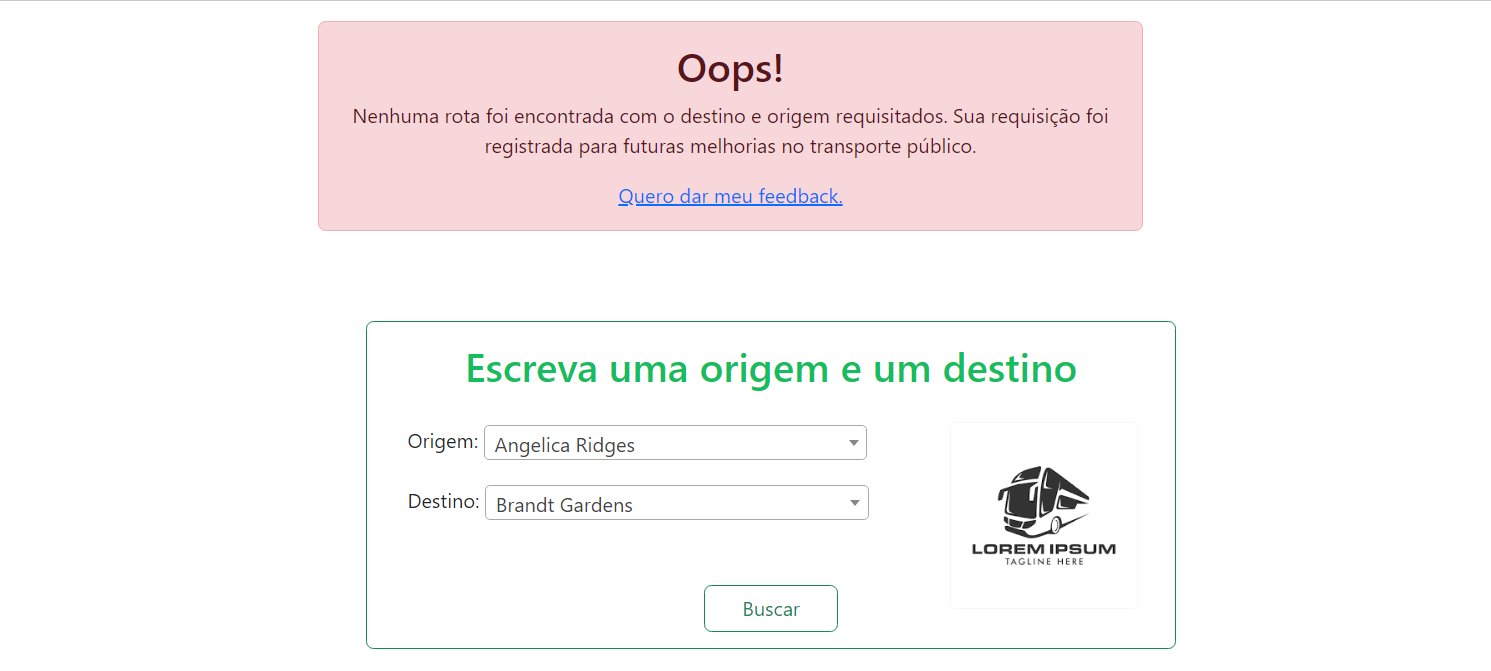 Oops!
Nenhuma rota foi encontrada com o destino e origem requisitados. Sua requisição foi
registrada para futuras melhorias no transporte público.
Quero dar meu feedback.
Escreva uma origem e um destino
Origem: Angelica Ridges
Destino: Brandt Gardens
LOREM IPSUM
TAGLINE HERE
Buscar